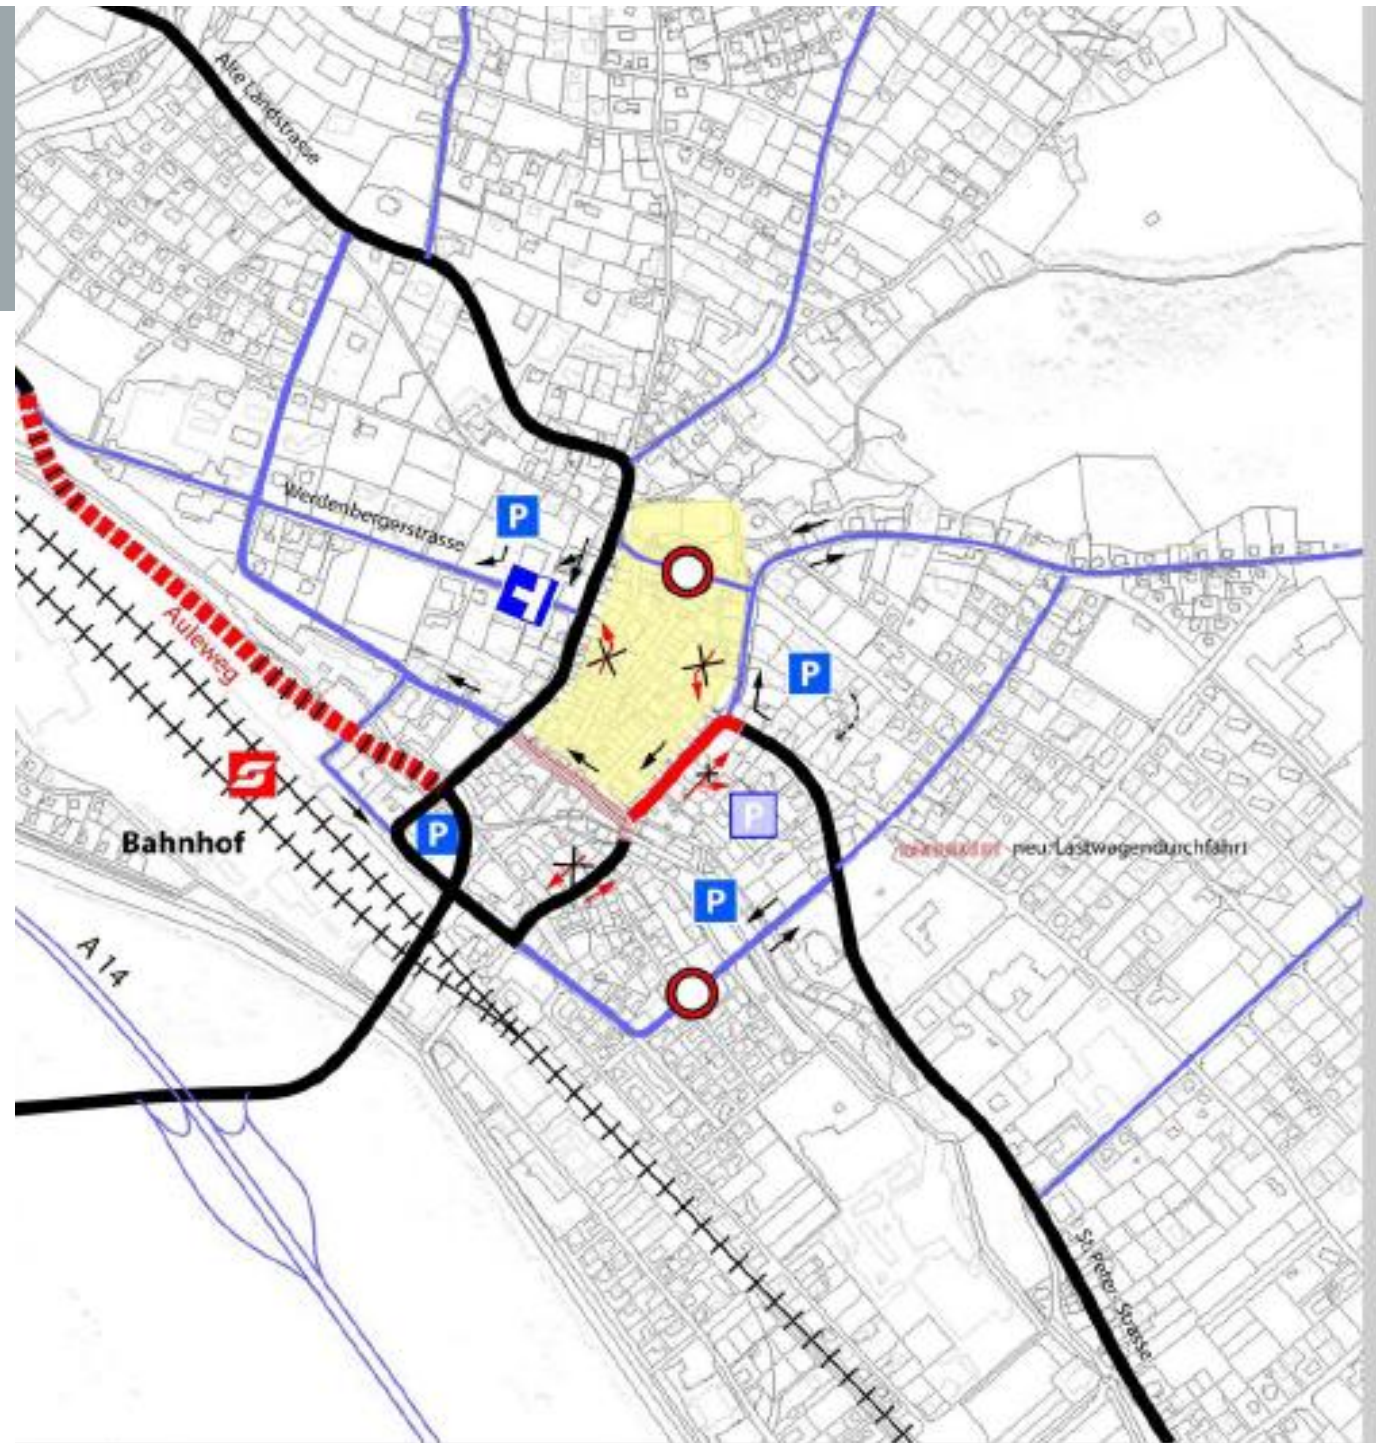 Alte Landstrasse
Werdenbergerstrasse
P
P
Auleweg
P
P
Bahnhof
neu: Lastwagendurchfahrt
P
A 14
St. Peter-Strasse